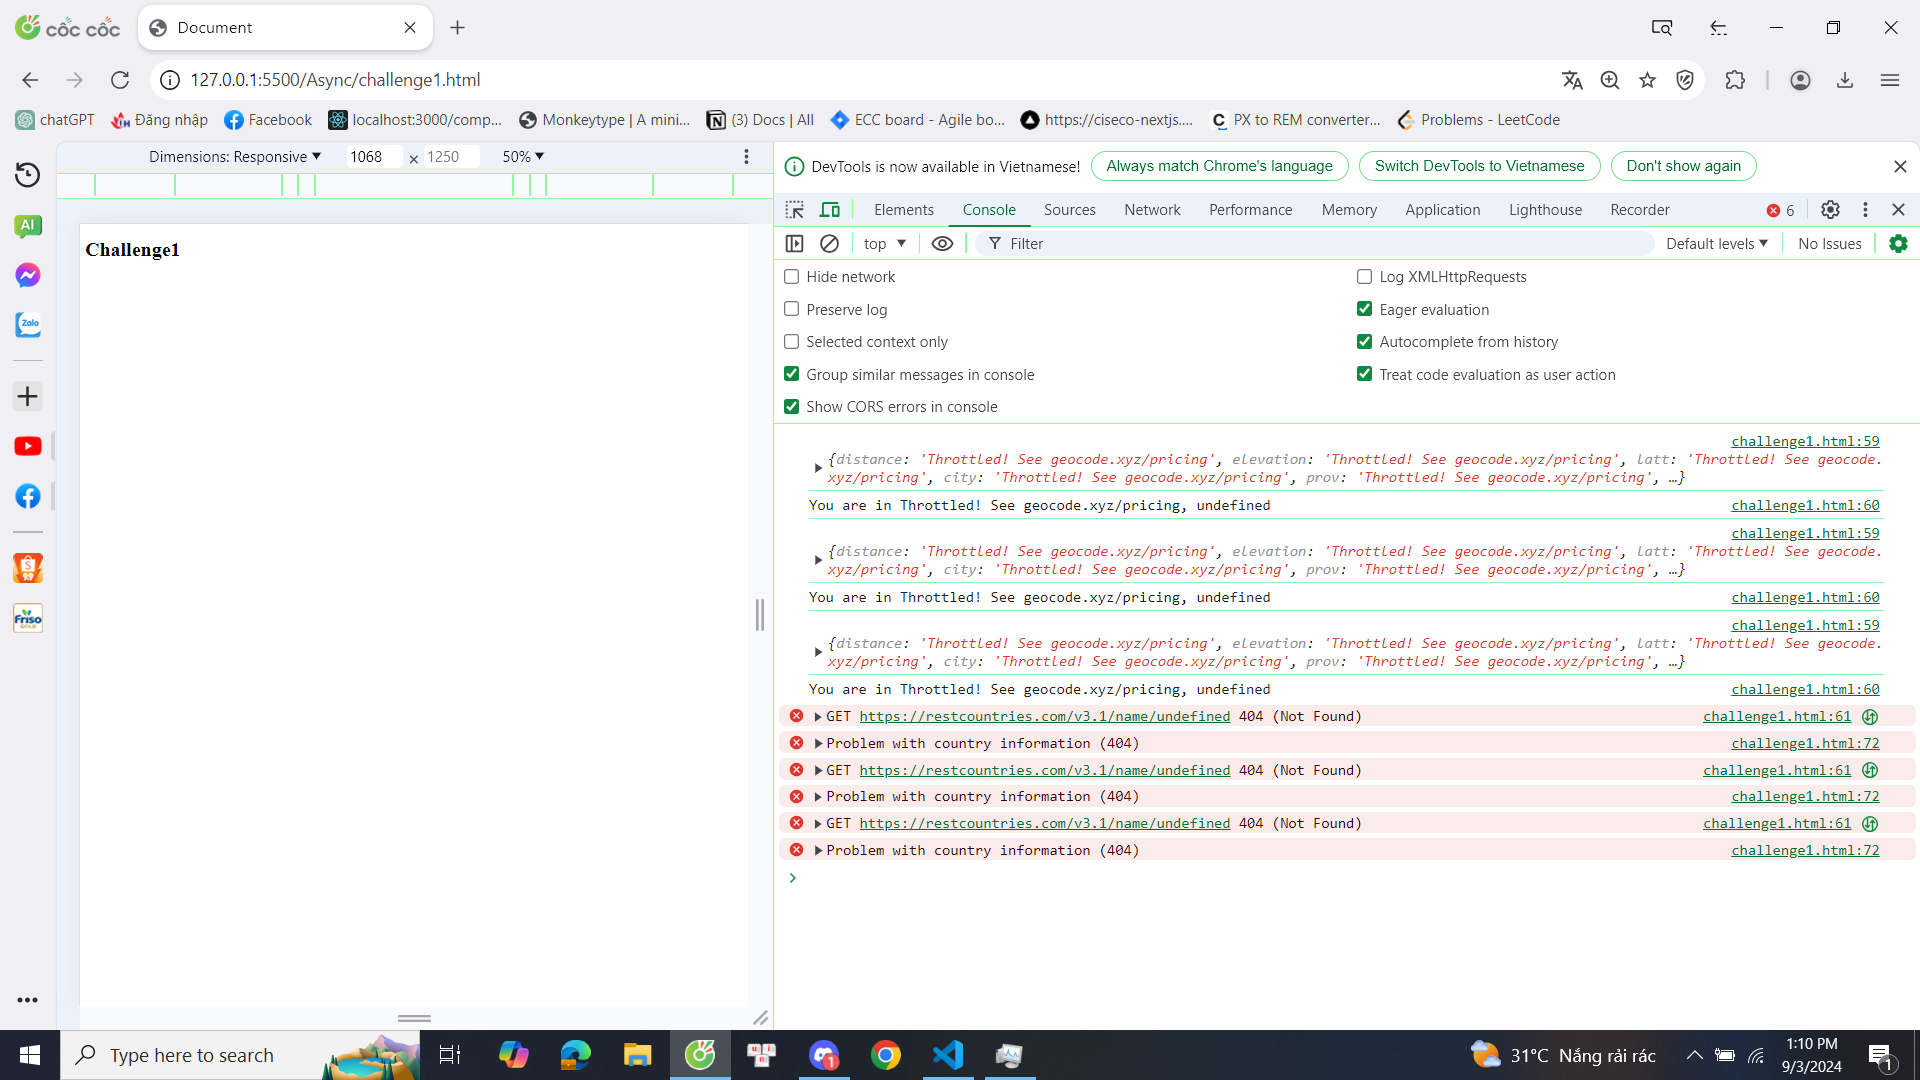 cốc cốc
Document
127.0.0.1:5500/Async/challenge1.html
chatGPT
Đăng nhập
Facebook
localhost:3000/comp...
Monkeytype | A mini...
(3) Docs | All
ECC board - Agile bo...
https://ciseco-nextjs....
PX to REM converter...
Problems - LeetCode
Dimensions: Responsive
1068 × 1250
50%
DevTools is now available in Vietnamese!
Always match Chrome's language
Switch DevTools to Vietnamese
Don't show again
AI
Zalo
Friso
GOLD
Challenge1
Elements
Console
Sources
Network
Performance
Memory
Application
Lighthouse
Recorder
6
top
Filter
Default levels
No Issues
Hide network
Log XMLHttpRequests
Preserve log
Eager evaluation
Selected context only
Autocomplete from history
Group similar messages in console
Treat code evaluation as user action
Show CORS errors in console
challenge1.html:59
{distance: 'Throttled! See geocode.xyz/pricing', elevation: 'Throttled! See geocode.xyz/pricing', latt: 'Throttled! See geocode.
xyz/pricing', city: 'Throttled! See geocode.xyz/pricing', prov: 'Throttled! See geocode.xyz/pricing', …}
You are in Throttled! See geocode.xyz/pricing, undefined challenge1.html:60
challenge1.html:59
{distance: 'Throttled! See geocode.xyz/pricing', elevation: 'Throttled! See geocode.xyz/pricing', latt: 'Throttled! See geocode.
xyz/pricing', city: 'Throttled! See geocode.xyz/pricing', prov: 'Throttled! See geocode.xyz/pricing', …}
You are in Throttled! See geocode.xyz/pricing, undefined challenge1.html:60
challenge1.html:59
{distance: 'Throttled! See geocode.xyz/pricing', elevation: 'Throttled! See geocode.xyz/pricing', latt: 'Throttled! See geocode.
xyz/pricing', city: 'Throttled! See geocode.xyz/pricing', prov: 'Throttled! See geocode.xyz/pricing', …}
You are in Throttled! See geocode.xyz/pricing, undefined challenge1.html:60
GET https://restcountries.com/v3.1/name/undefined 404 (Not Found) challenge1.html:61
Problem with country information (404) challenge1.html:72
GET https://restcountries.com/v3.1/name/undefined 404 (Not Found) challenge1.html:61
Problem with country information (404) challenge1.html:72
GET https://restcountries.com/v3.1/name/undefined 404 (Not Found) challenge1.html:61
Problem with country information (404) challenge1.html:72
Type here to search
1
31°C Nắng rải rác
1:10 PM
9/3/2024
1